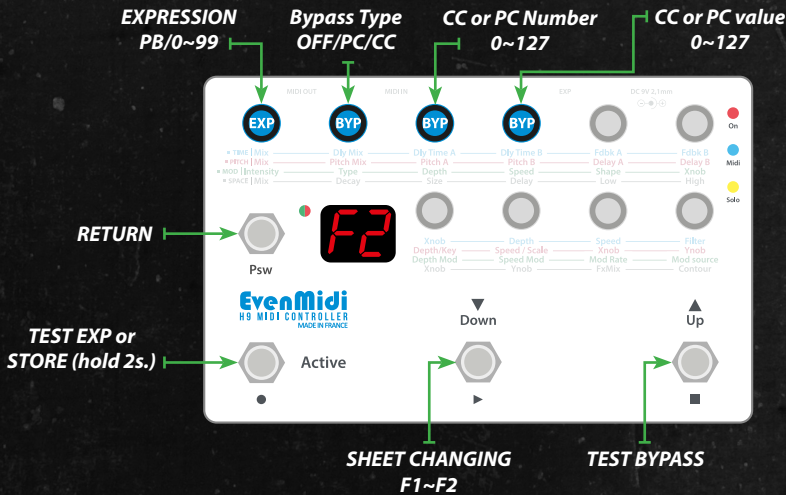 EXPRESSION
PB/0~99
Bypass Type
OFF/PC/CC
CC or PC Number
0~127
CC or PC value
0~127
MIDI OUT
MIDI IN
EXP
DC 9V 2,1mm
EXP
BYP
BYP
BYP
On
TIME | Mix Dly Mix Dly Time A Dly Time B Fdbk A Fdbk B
PITCH | Mix Pitch Mix Pitch A Pitch B Delay A Delay B
MOD | Intensity Type Depth Speed Shape Xnob
SPACE | Mix Decay Size Delay Low High
Midi
Solo
RETURN
Psw
F2
Xnob Depth Speed Filter
Depth/Key Speed / Scale Xnob Ynob
Depth Mod Speed Mod Mod Rate Mod source
Xnob Ynob FxMix Contour
EvenMidi
H9 MIDI CONTROLLER
MADE IN FRANCE
Down
Up
TEST EXP or
STORE (hold 2s.)
Active
SHEET CHANGING
F1~F2
TEST BYPASS